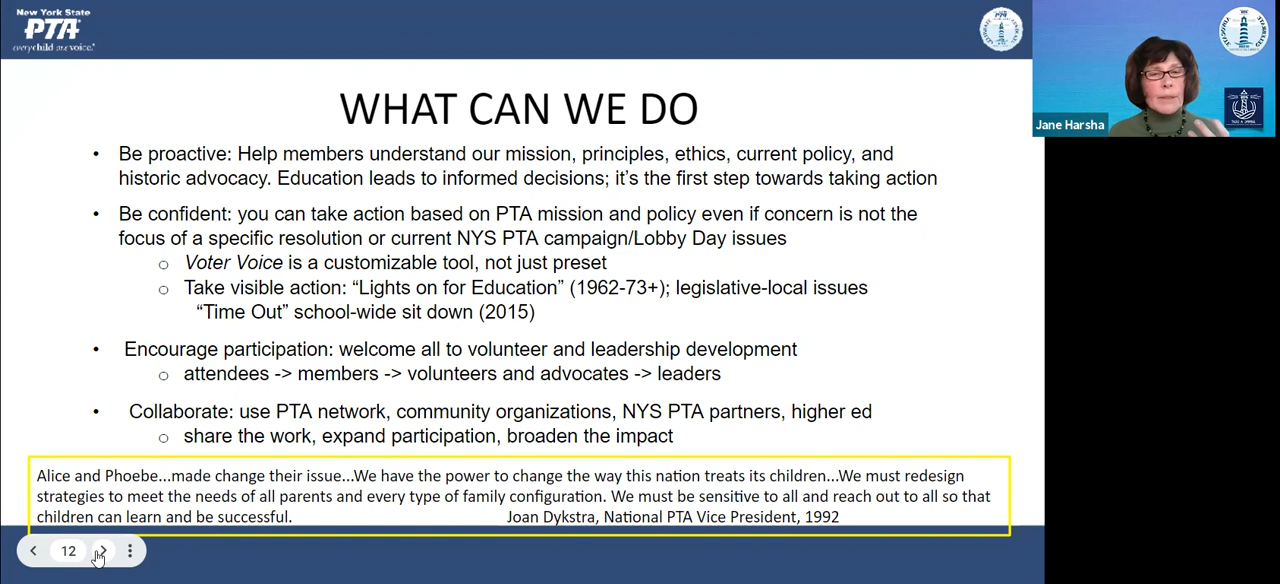 New York State
PTA
everychild. onevoice.
PTA
Jane Harsha
WHAT CAN WE DO
• Be proactive: Help members understand our mission, principles, ethics, current policy, and
historic advocacy. Education leads to informed decisions; it's the first step towards taking action
• Be confident: you can take action based on PTA mission and policy even if concern is not the
focus of a specific resolution or current NYS PTA campaign/Lobby Day issues
○ Voter Voice is a customizable tool, not just preset
○ Take visible action: “Lights on for Education” (1962-73+); legislative-local issues
“Time Out” school-wide sit down (2015)
• Encourage participation: welcome all to volunteer and leadership development
○ attendees -> members -> volunteers and advocates -> leaders
• Collaborate: use PTA network, community organizations, NYS PTA partners, higher ed
○ share the work, expand participation, broaden the impact
Alice and Phoebe...made change their issue...We have the power to change the way this nation treats its children...We must redesign
strategies to meet the needs of all parents and every type of family configuration. We must be sensitive to all and reach out to all so that
children can learn and be successful. Joan Dykstra, National PTA Vice President, 1992
12